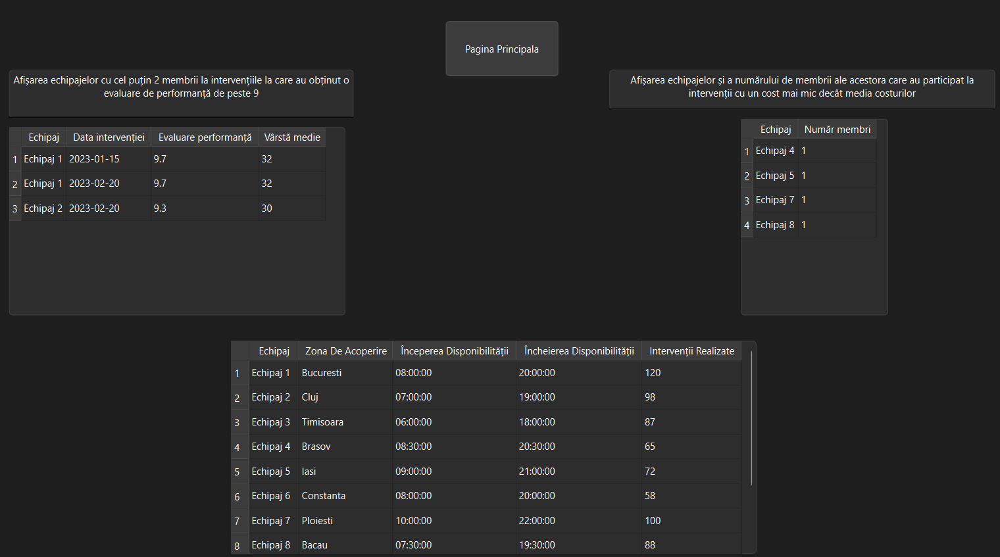 Pagina Principala
Afișarea echipajelor cu cel puțin 2 membrii la intervențiile la care au obținut o
evaluare de performanță de peste 9
Afișarea echipajelor și a numărului de membrii ale acestora care au participat la
intervenții cu un cost mai mic decât media costurilor
Echipaj Data intervenției Evaluare performanță Vârstă medie
1 Echipaj 1 2023-01-15 9.7 32
2 Echipaj 1 2023-02-20 9.7 32
3 Echipaj 2 2023-02-20 9.3 30
Echipaj Număr membri
1 Echipaj 4 1
2 Echipaj 5 1
3 Echipaj 7 1
4 Echipaj 8 1
Echipaj Zona De Acoperire Începerea Disponibilității Încheierea Disponibilității Intervenții Realizate
1 Echipaj 1 Bucuresti 08:00:00 20:00:00 120
2 Echipaj 2 Cluj 07:00:00 19:00:00 98
3 Echipaj 3 Timisoara 06:00:00 18:00:00 87
4 Echipaj 4 Brasov 08:30:00 20:30:00 65
5 Echipaj 5 Iasi 09:00:00 21:00:00 72
6 Echipaj 6 Constanta 08:00:00 20:00:00 58
7 Echipaj 7 Ploiesti 10:00:00 22:00:00 100
8 Echipaj 8 Bacau 07:30:00 19:30:00 88